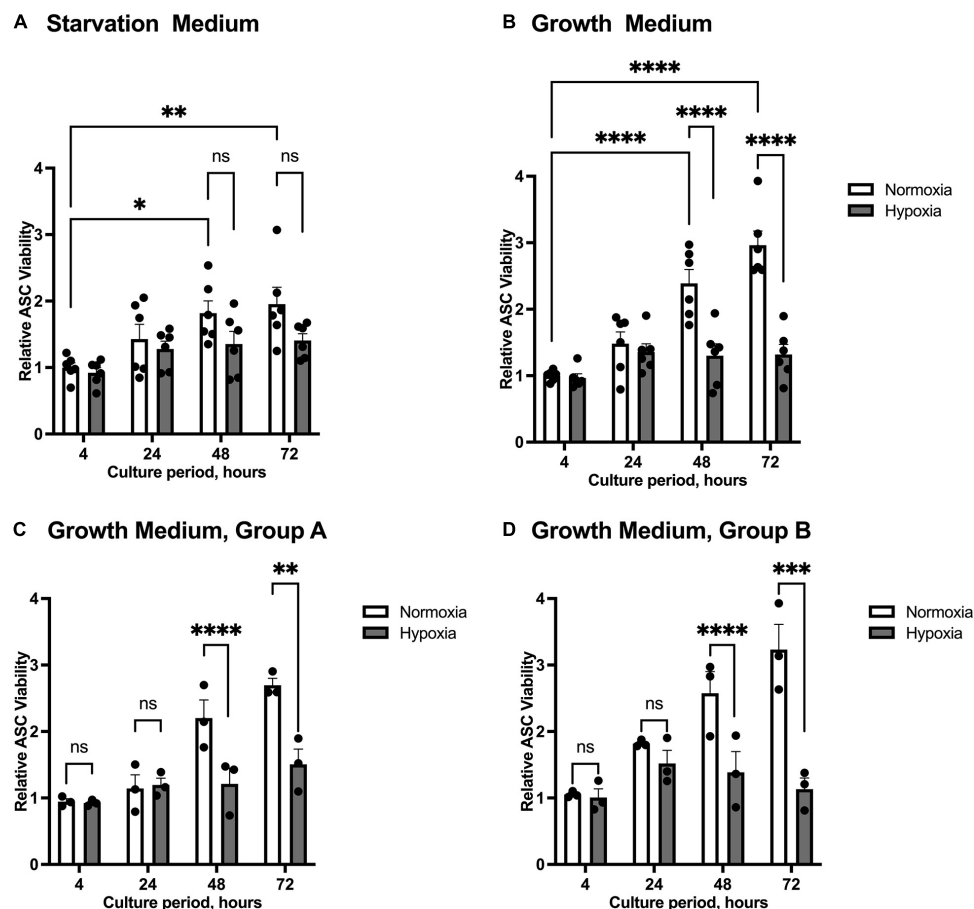 A Starvation Medium
**
ns
ns
*
Relative ASC Viability
4
3
2
1
0
4
24
48
72
Culture period, hours
B Growth Medium
****
****
****
****
Normoxia
Hypoxia
Relative ASC Viability
4
3
2
1
0
4
24
48
72
Culture period, hours
C Growth Medium, Group A
**
****
ns
ns
Normoxia
Hypoxia
Relative ASC Viability
4
3
2
1
0
4
24
48
72
Culture period, hours
D Growth Medium, Group B
***
****
ns
ns
Normoxia
Hypoxia
Relative ASC Viability
4
3
2
1
0
4
24
48
72
Culture period, hours